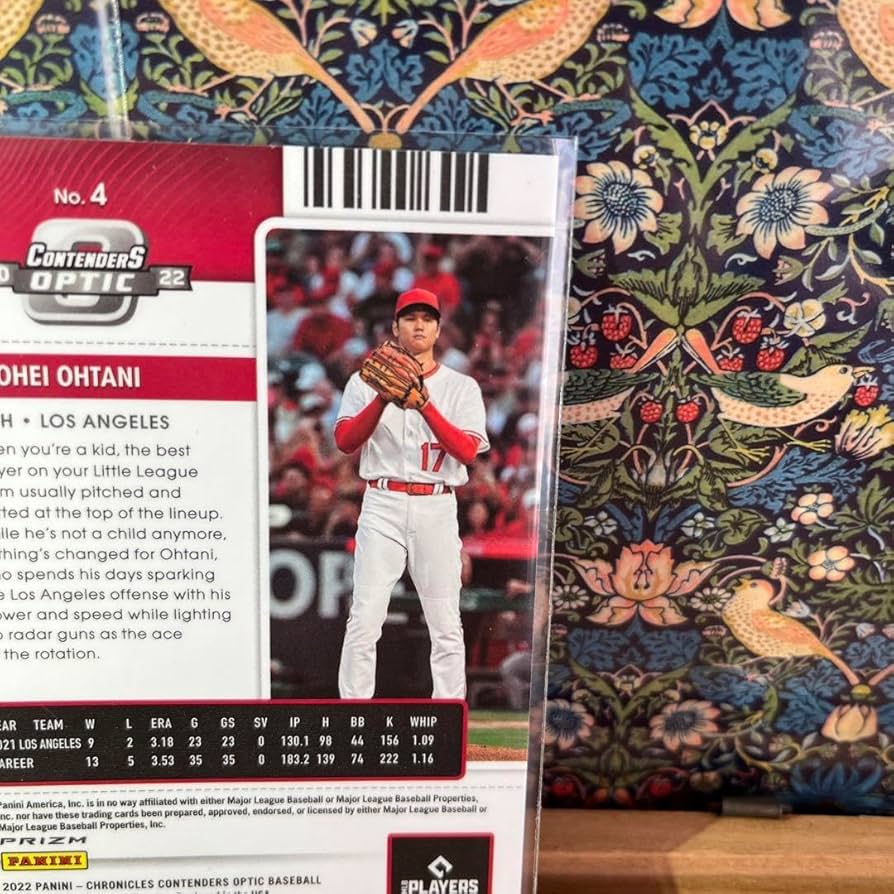 No. 4
CONTENDERS
OPTIC 22
OHEI OHTANI
H • LOS ANGELES
en you're a kid, the best
yer on your Little League
m usually pitched and
tted at the top of the lineup.
ile he's not a child anymore,
thing's changed for Ohtani,
o spends his days sparking
e Los Angeles offense with his
ower and speed while lighting
p radar guns as the ace
the rotation.
17
OP
EAR TEAM W L ERA G GS SV IP H BB K WHIP
2021 LOS ANGELES 9 2 3.18 23 23 0 130.1 98 44 156 1.09
AREER 13 5 3.53 35 35 0 183.2 139 74 222 1.16
Panini America, Inc. is in no way affiliated with either Major League Baseball or Major League Baseball Properties,
nc. nor have these trading cards been prepared, approved, endorsed, or licensed by either Major League Baseball or
Major League Baseball Properties, Inc.
PRIZM
PANINI
2022 PANINI – CHRONICLES CONTENDERS OPTIC BASEBALL
MLB PLAYERS